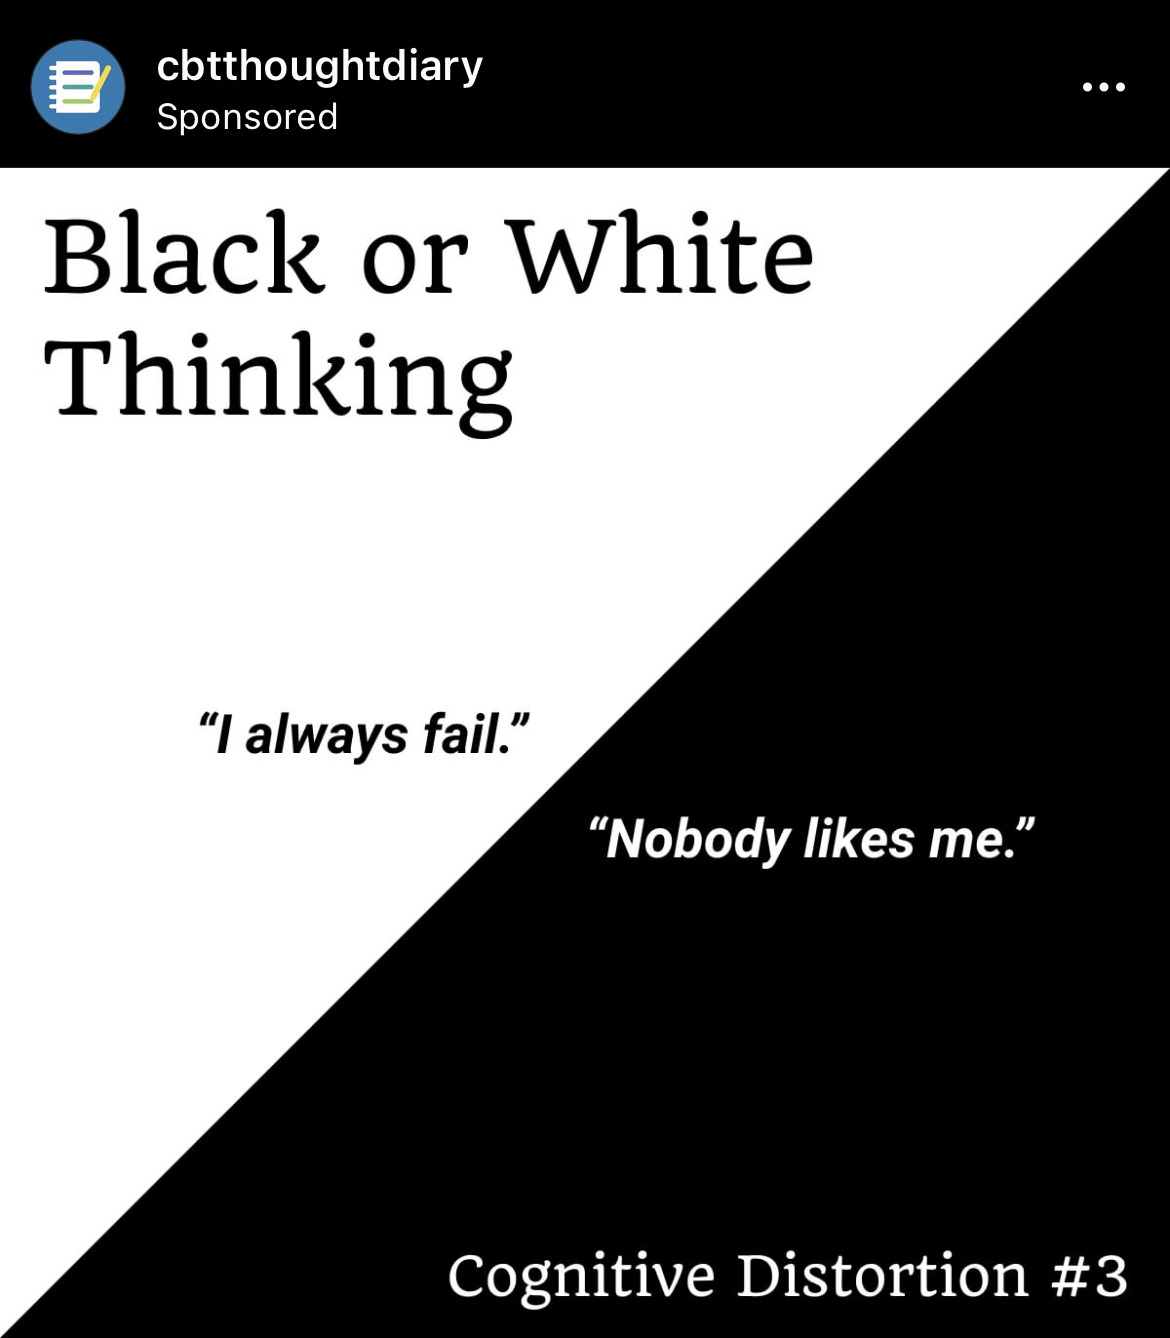 cbtthoughtdiary
Sponsored
Black or White
Thinking
“I always fail.”
“Nobody likes me.”
Cognitive Distortion #3